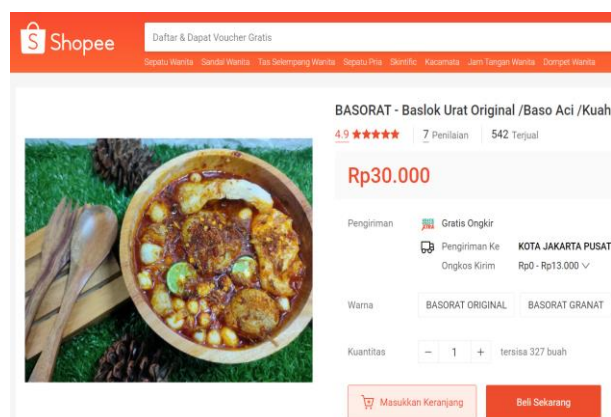 Shopee
Daftar & Dapat Voucher Gratis
Sepatu Wanita Sandal Wanita Tas Selempang Wanita Sepatu Pria Skintific Kacamata Jam Tangan Wanita Dompet Wanita
BASORAT - Baslok Urat Original /Baso Aci /Kuah
4.9 7 Penilaian 542 Terjual
Rp30.000
Pengiriman Gratis Ongkir
Pengiriman Ke KOTA JAKARTA PUSAT
Ongkos Kirim Rp0 - Rp13.000
Warna BASORAT ORIGINAL BASORAT GRANAT
Kuantitas - 1 + tersisa 327 buah
Masukkan Keranjang Beli Sekarang